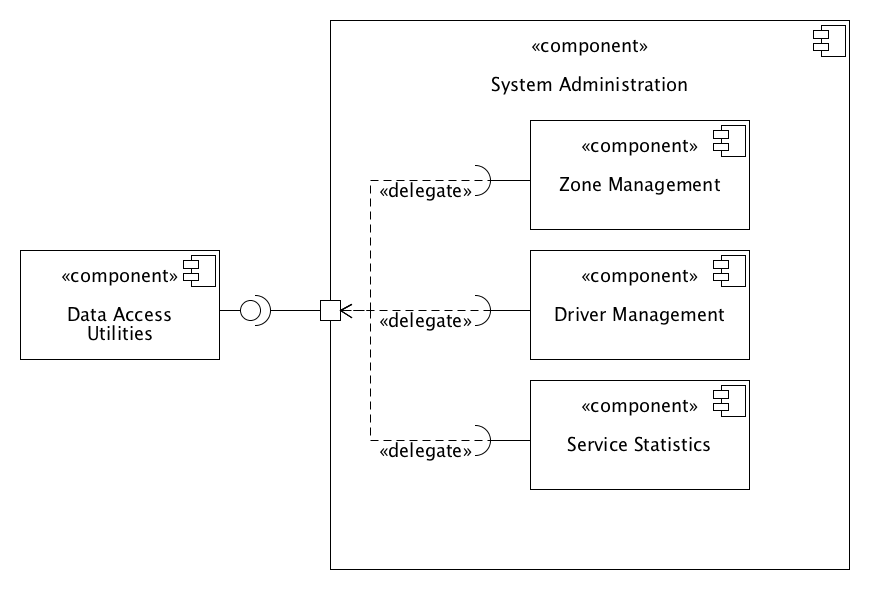 «component»
System Administration
«component»
Zone Management
«delegate»
«component»
Data Access
Utilities
«component»
Driver Management
«delegate»
«component»
Service Statistics
«delegate»